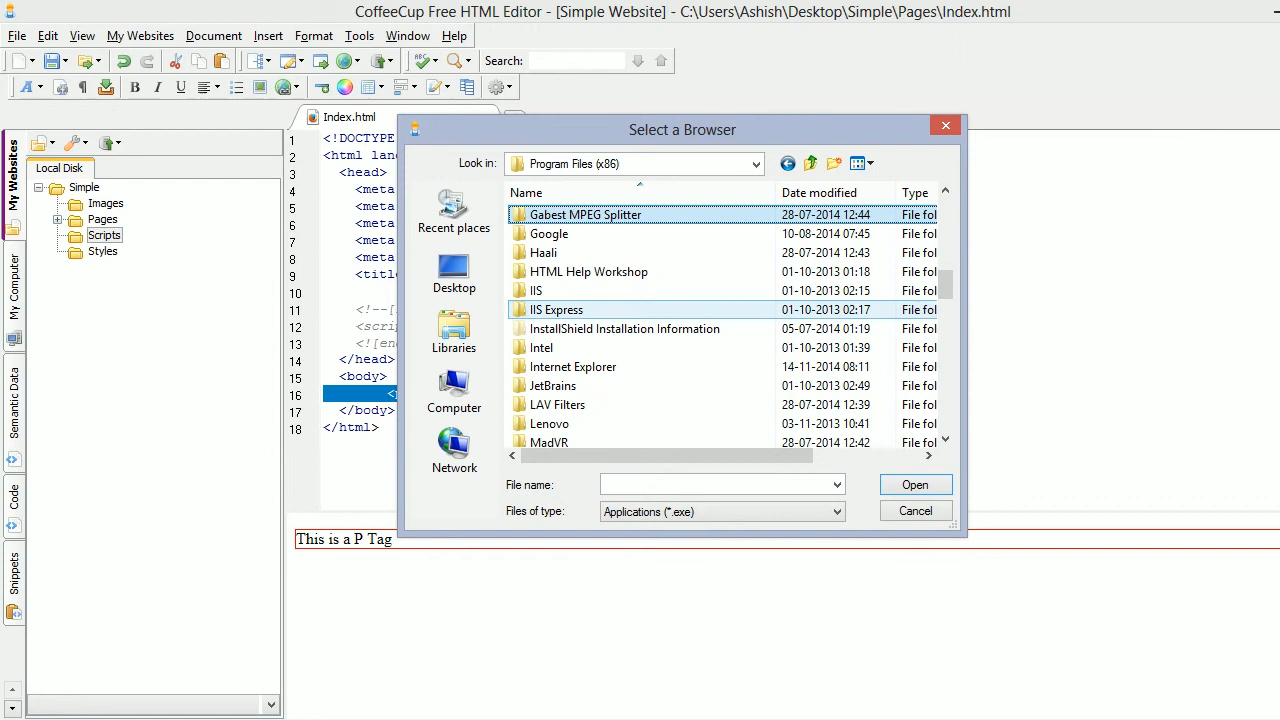 CoffeeCup Free HTML Editor - [Simple Website] - C:\Users\Ashish\Desktop\Simple\Pages\Index.html
File Edit View My Websites Document Insert Format Tools Window Help
Search:
Index.html
My Websites
My Computer
Semantic Data
Code
Snippets
Local Disk
Simple
Images
Pages
Scripts
Styles
1 <!DOCTYPE
2 <html lang
3 <head>
4 <meta
5 <meta
6 <meta
7 <meta
8 <meta
9 <titl
10
11 <!--[
12 <scri
13 <![en
14 </head>
15 <body>
16
17 </body>
18 </html>
Select a Browser
Look in: Program Files (x86)
Recent places
Desktop
Libraries
Computer
Network
Name Date modified Type
Gabest MPEG Splitter 28-07-2014 12:44 File fol
Google 10-08-2014 07:45 File fol
Haali 28-07-2014 12:43 File fol
HTML Help Workshop 01-10-2013 01:18 File fol
IIS 01-10-2013 02:15 File fol
IIS Express 01-10-2013 02:17 File fol
InstallShield Installation Information 05-07-2014 01:19 File fol
Intel 01-10-2013 01:39 File fol
Internet Explorer 14-11-2014 08:11 File fol
JetBrains 01-10-2013 02:49 File fol
LAV Filters 28-07-2014 12:39 File fol
Lenovo 03-11-2013 10:41 File fol
MadVR 28-07-2014 12:42 File fol
File name: Open
Files of type: Applications (*.exe) Cancel
This is a P Tag